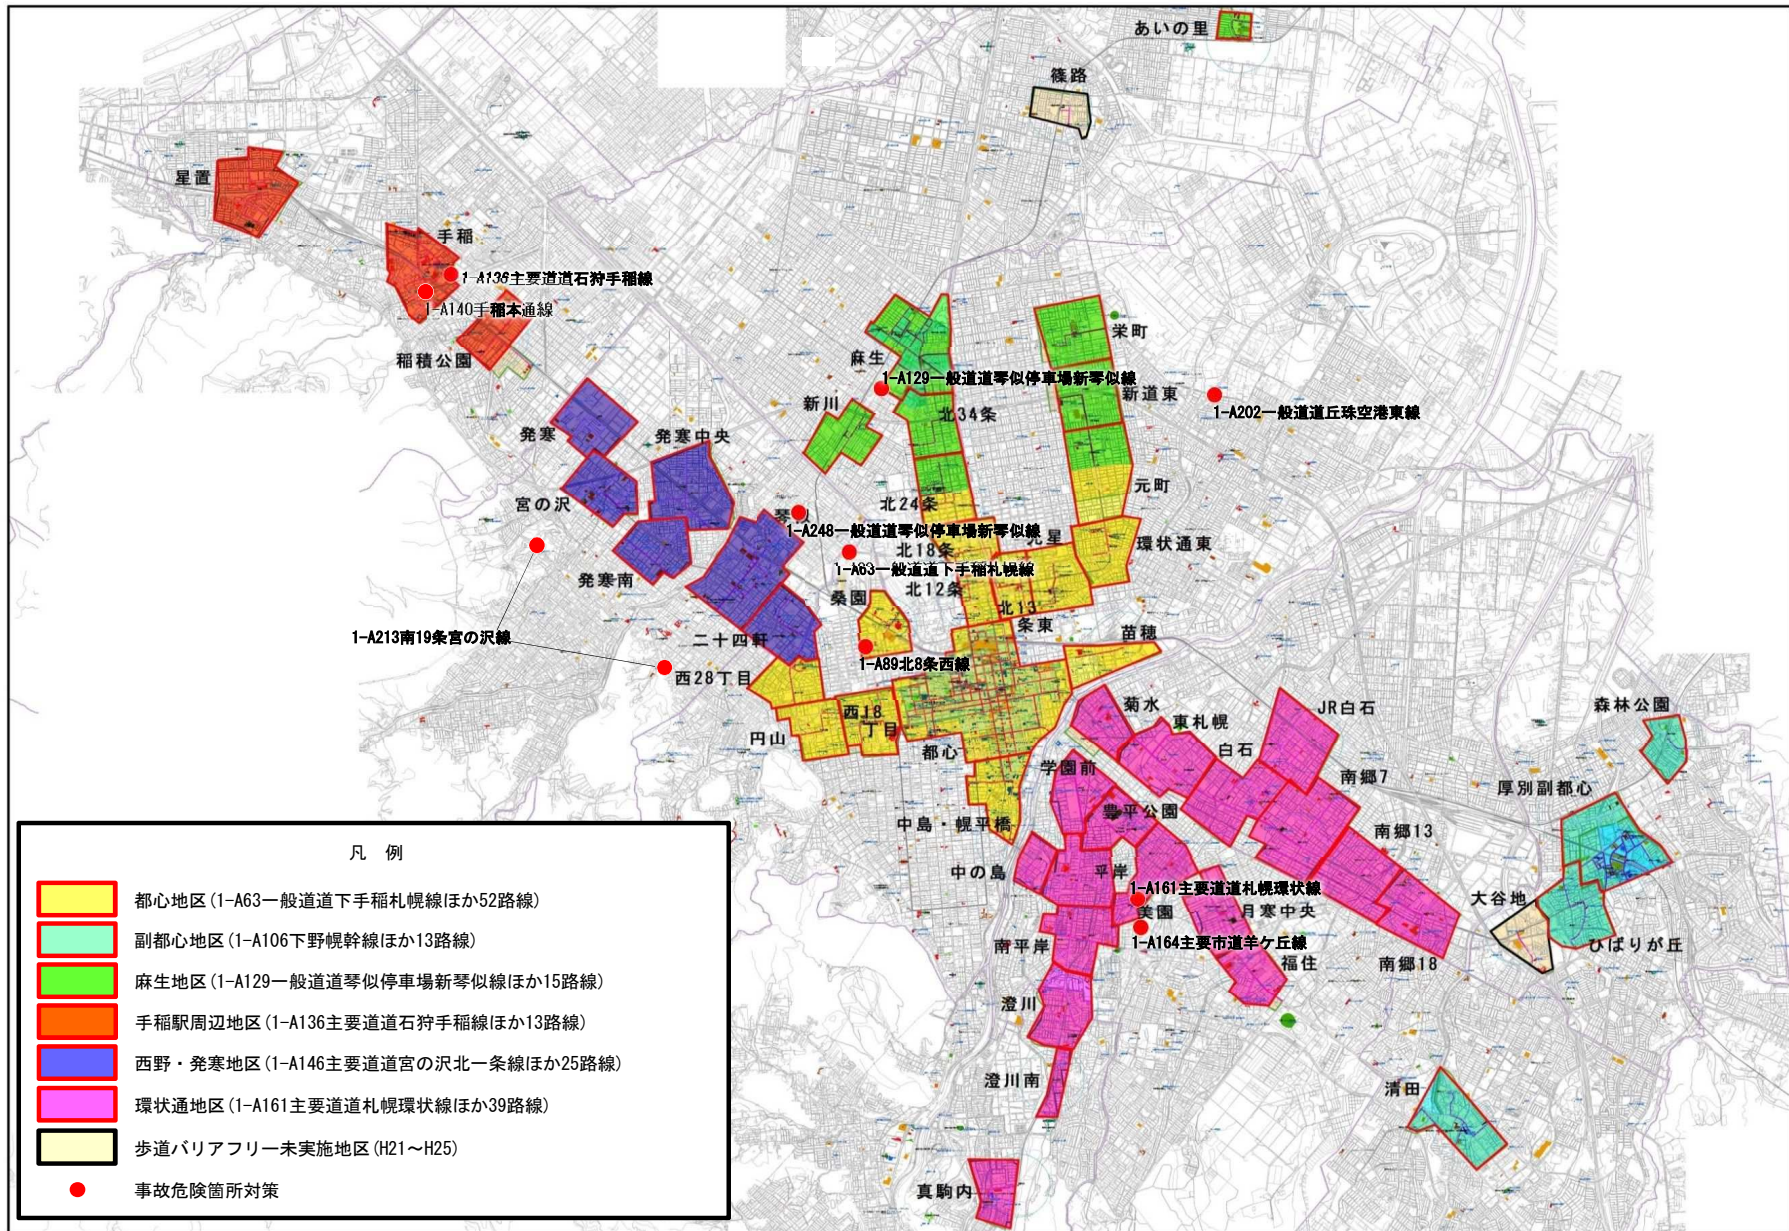 あいの里
篠路
星置
手稲
1-A136主要道道石狩手稲線
1-A140手稲本通線
稲積公園
麻生
栄町
1-A129一般道道琴似停車場新琴似線
新川
北34条
新道東
1-A202一般道道丘珠空港東線
発寒
発寒中央
宮の沢
北24条
元町
琴似
1-A248一般道道琴似停車場新琴似線
北18条
光星
環状通東
発寒南
1-A63一般道道下手稲札幌線
桑園
北12条
北13
条東
1-A213南19条宮の沢線
二十四軒
苗穂
1-A89北8条西線
西28丁目
菊水
東札幌
JR白石
森林公園
西18
丁目
円山
都心
学園前
白石
南郷7
厚別副都心
豊平公園
中島・幌平橋
南郷13
中の島
平岸
1-A161主要道道札幌環状線
大谷地
美園
月寒中央
1-A164主要市道羊ケ丘線
南平岸
福住
南郷18
ひばりが丘
澄川
澄川南
清田
真駒内
凡 例
都心地区(1-A63一般道道下手稲札幌線ほか52路線)
副都心地区(1-A106下野幌幹線ほか13路線)
麻生地区(1-A129一般道道琴似停車場新琴似線ほか15路線)
手稲駅周辺地区(1-A136主要道道石狩手稲線ほか13路線)
西野・発寒地区(1-A146主要道道宮の沢北一条線ほか25路線)
環状通地区(1-A161主要道道札幌環状線ほか39路線)
歩道バリアフリー未実施地区(H21～H25)
事故危険箇所対策